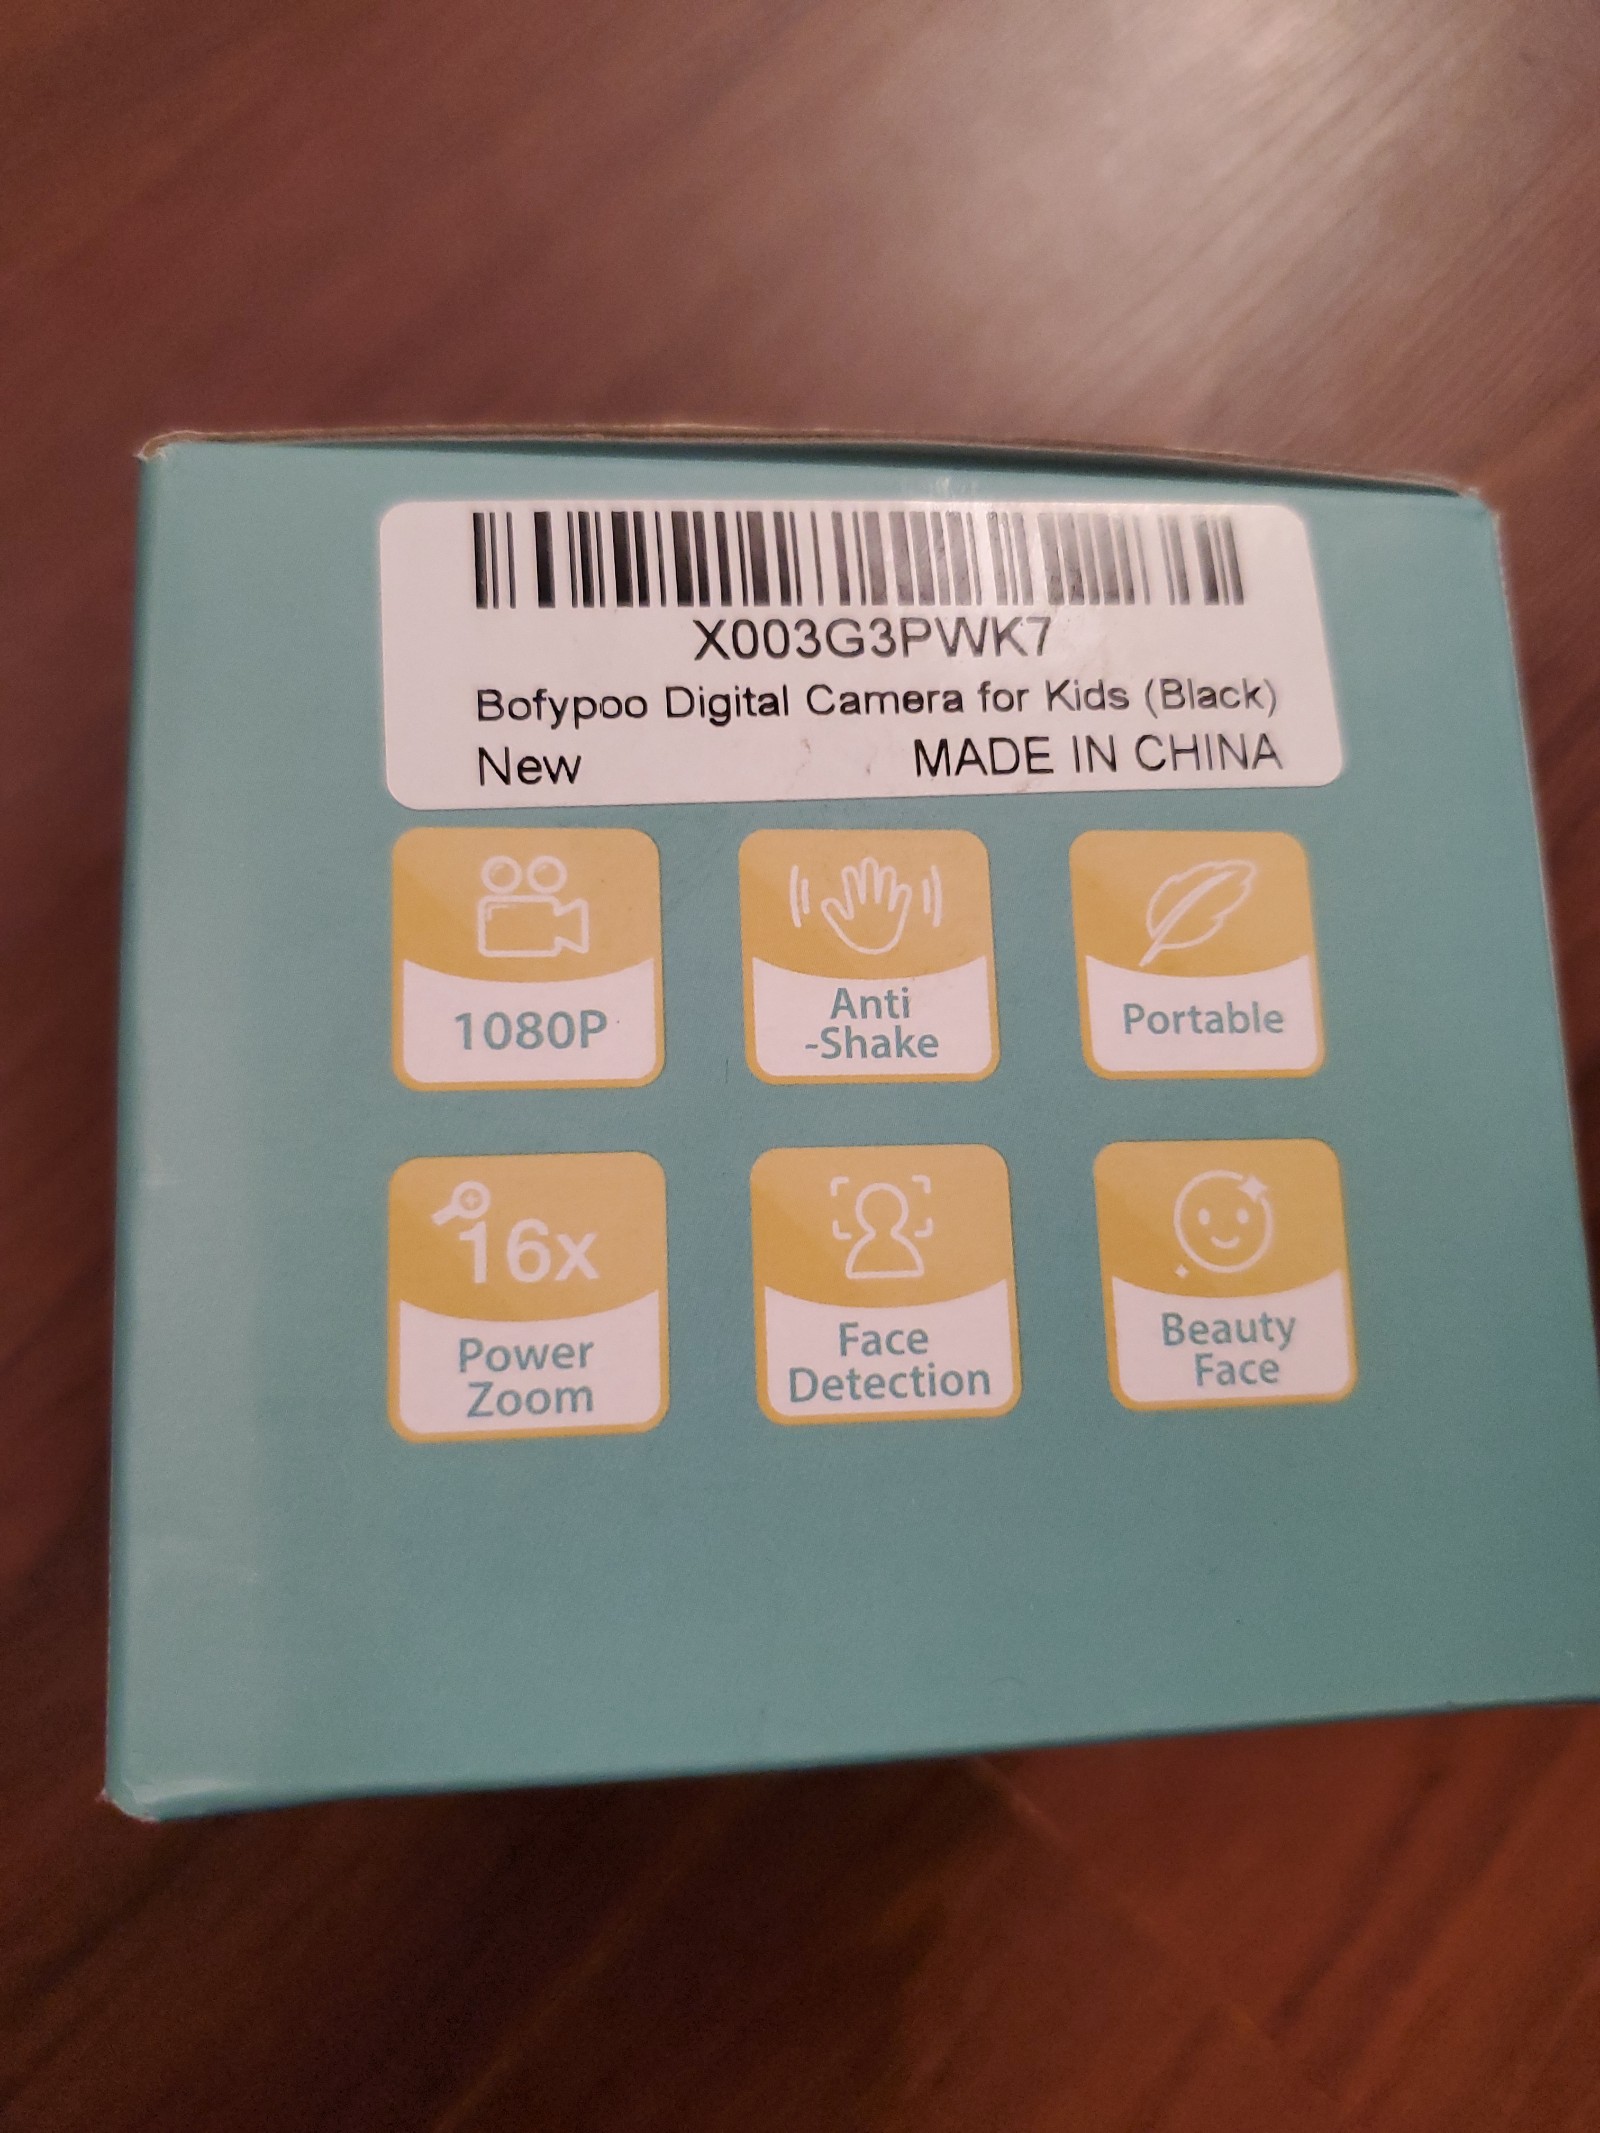 X003G3PWK7
Bofypoo Digital Camera for Kids (Black)
New MADE IN CHINA
1080P
Anti
-Shake
Portable
16x
Power
Zoom
Face
Detection
Beauty
Face